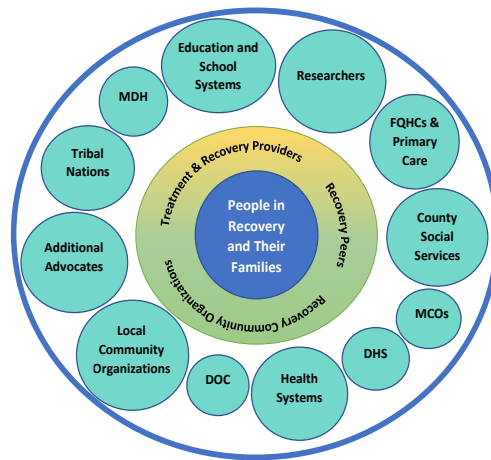 Education and
School
Systems
Researchers
FQHCs &
Primary
Care
County
Social
Services
MCOs
DHS
Health
Systems
DOC
Local
Community
Organizations
Additional
Advocates
Tribal
Nations
MDH
Treatment & Recovery Providers
Recovery Peers
Recovery Community Organizations
People in
Recovery
and Their
Families